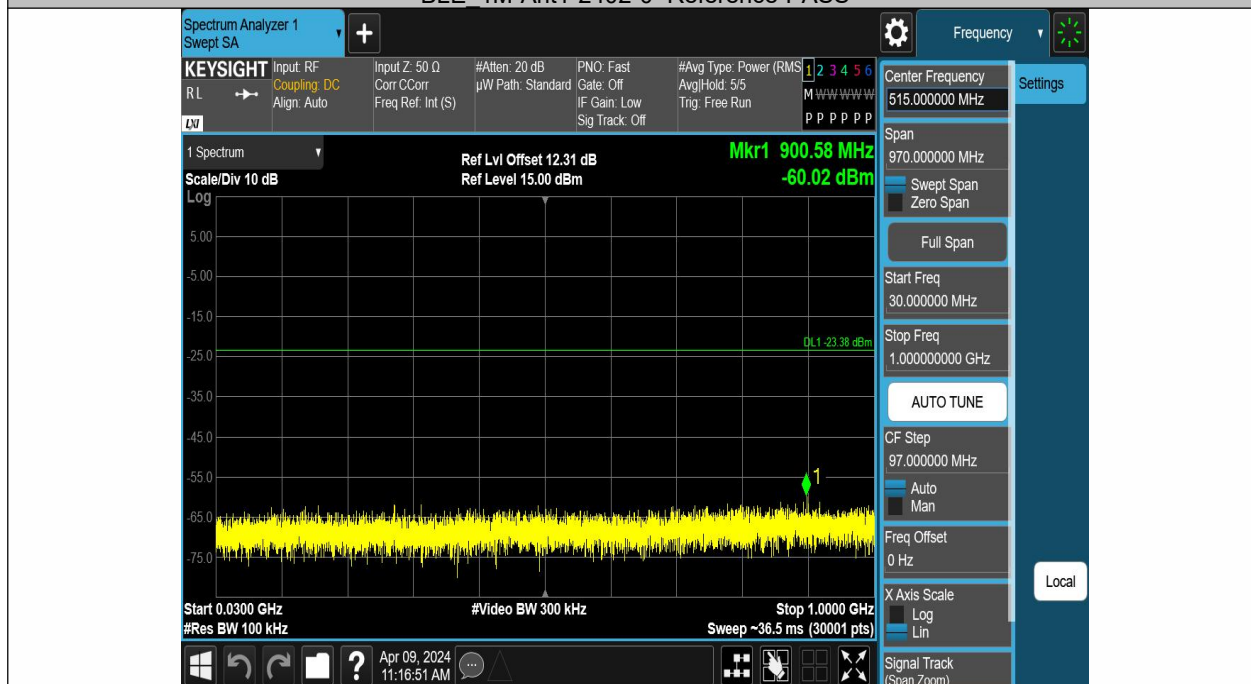 Spectrum Analyzer 1
Swept SA
+
Frequency
KEYSIGHT
RL
LXI
Input: RF
Coupling: DC
Align: Auto
Input Z: 50 Ω
Corr CCorr
Freq Ref: Int (S)
#Atten: 20 dB
µW Path: Standard
PNO: Fast
Gate: Off
IF Gain: Low
Sig Track: Off
#Avg Type: Power (RMS
Avg|Hold: 5/5
Trig: Free Run
1 2 3 4 5 6
M W W W W W
P P P P P P
1 Spectrum
Scale/Div 10 dB
Log
Ref Lvl Offset 12.31 dB
Ref Level 15.00 dBm
Mkr1 900.58 MHz
-60.02 dBm
5.00
-5.00
-15.0
DL1 -23.38 dBm
-25.0
-35.0
-45.0
-55.0
1
-65.0
-75.0
Start 0.0300 GHz
#Res BW 100 kHz
#Video BW 300 kHz
Stop 1.0000 GHz
Sweep ~36.5 ms (30001 pts)
?
Apr 09, 2024
11:16:51 AM
Center Frequency
515.000000 MHz
Settings
Span
970.000000 MHz
Swept Span
Zero Span
Full Span
Start Freq
30.000000 MHz
Stop Freq
1.000000000 GHz
AUTO TUNE
CF Step
97.000000 MHz
Auto
Man
Freq Offset
0 Hz
X Axis Scale
Log
Lin
Local
Signal Track
(Span Zoom)